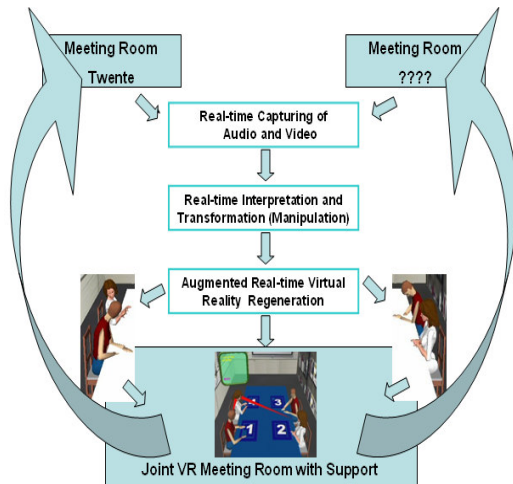 Meeting Room
Twente
Meeting Room
????
Real-time Capturing of
Audio and Video
Real-time Interpretation and
Transformation (Manipulation)
Augmented Real-time Virtual
Reality Regeneration
3
1
2
Joint VR Meeting Room with Support